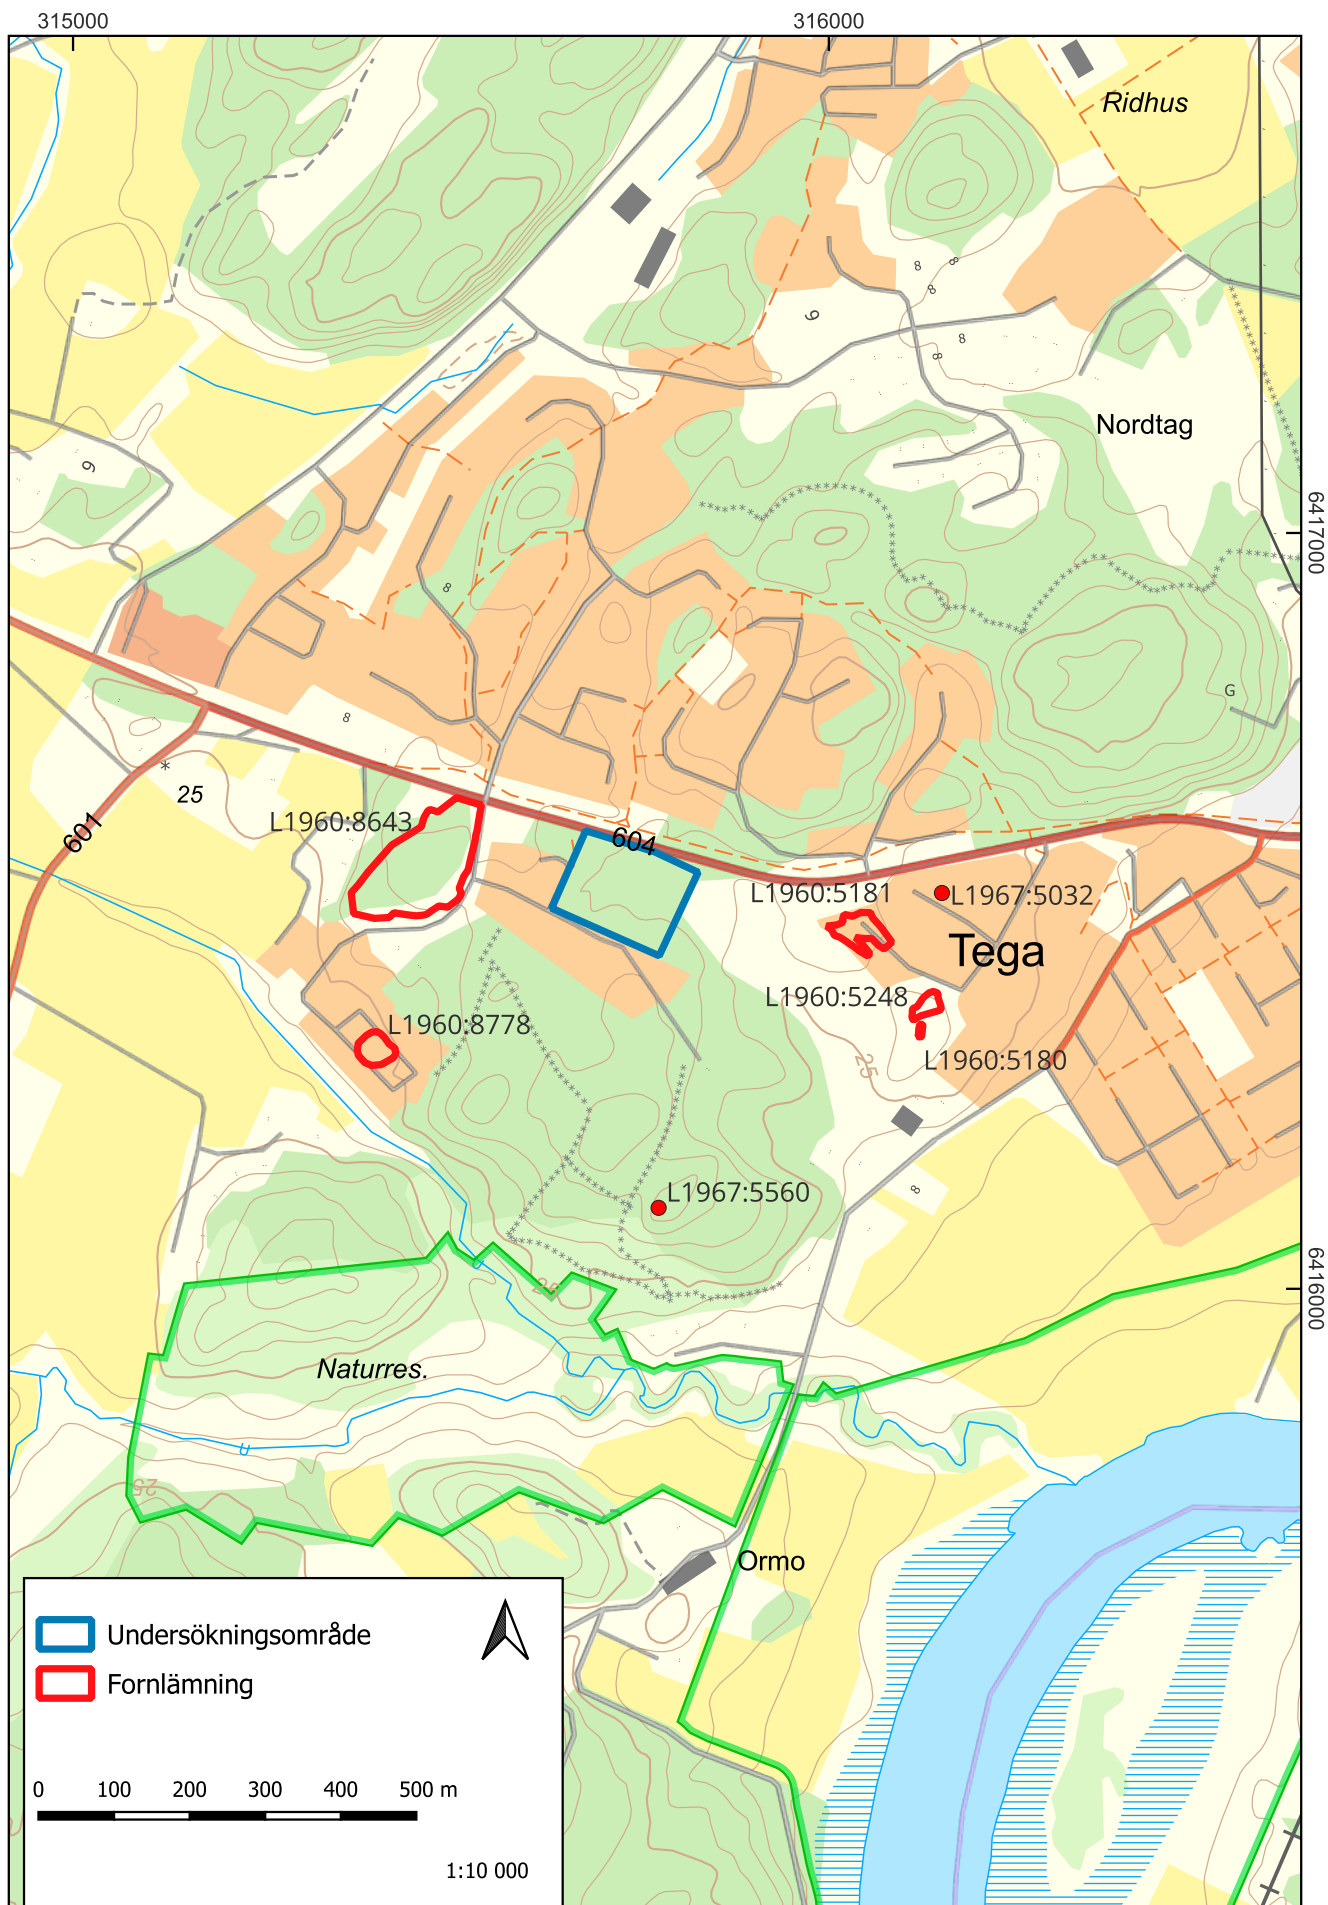 315000
316000
Ridhus
8
8
8
9
8
8
Nordtag
9
6417000
8
G
8
*
25
601
L1960:8643
604
L1960:5181
L1967:5032
Tega
L1960:5248
L1960:8778
L1960:5180
25
L1967:5560
8
25
6416000
Naturres.
U
25
Ormo
Undersökningsområde
Fornlämning
0 100 200 300 400 500 m
1:10 000